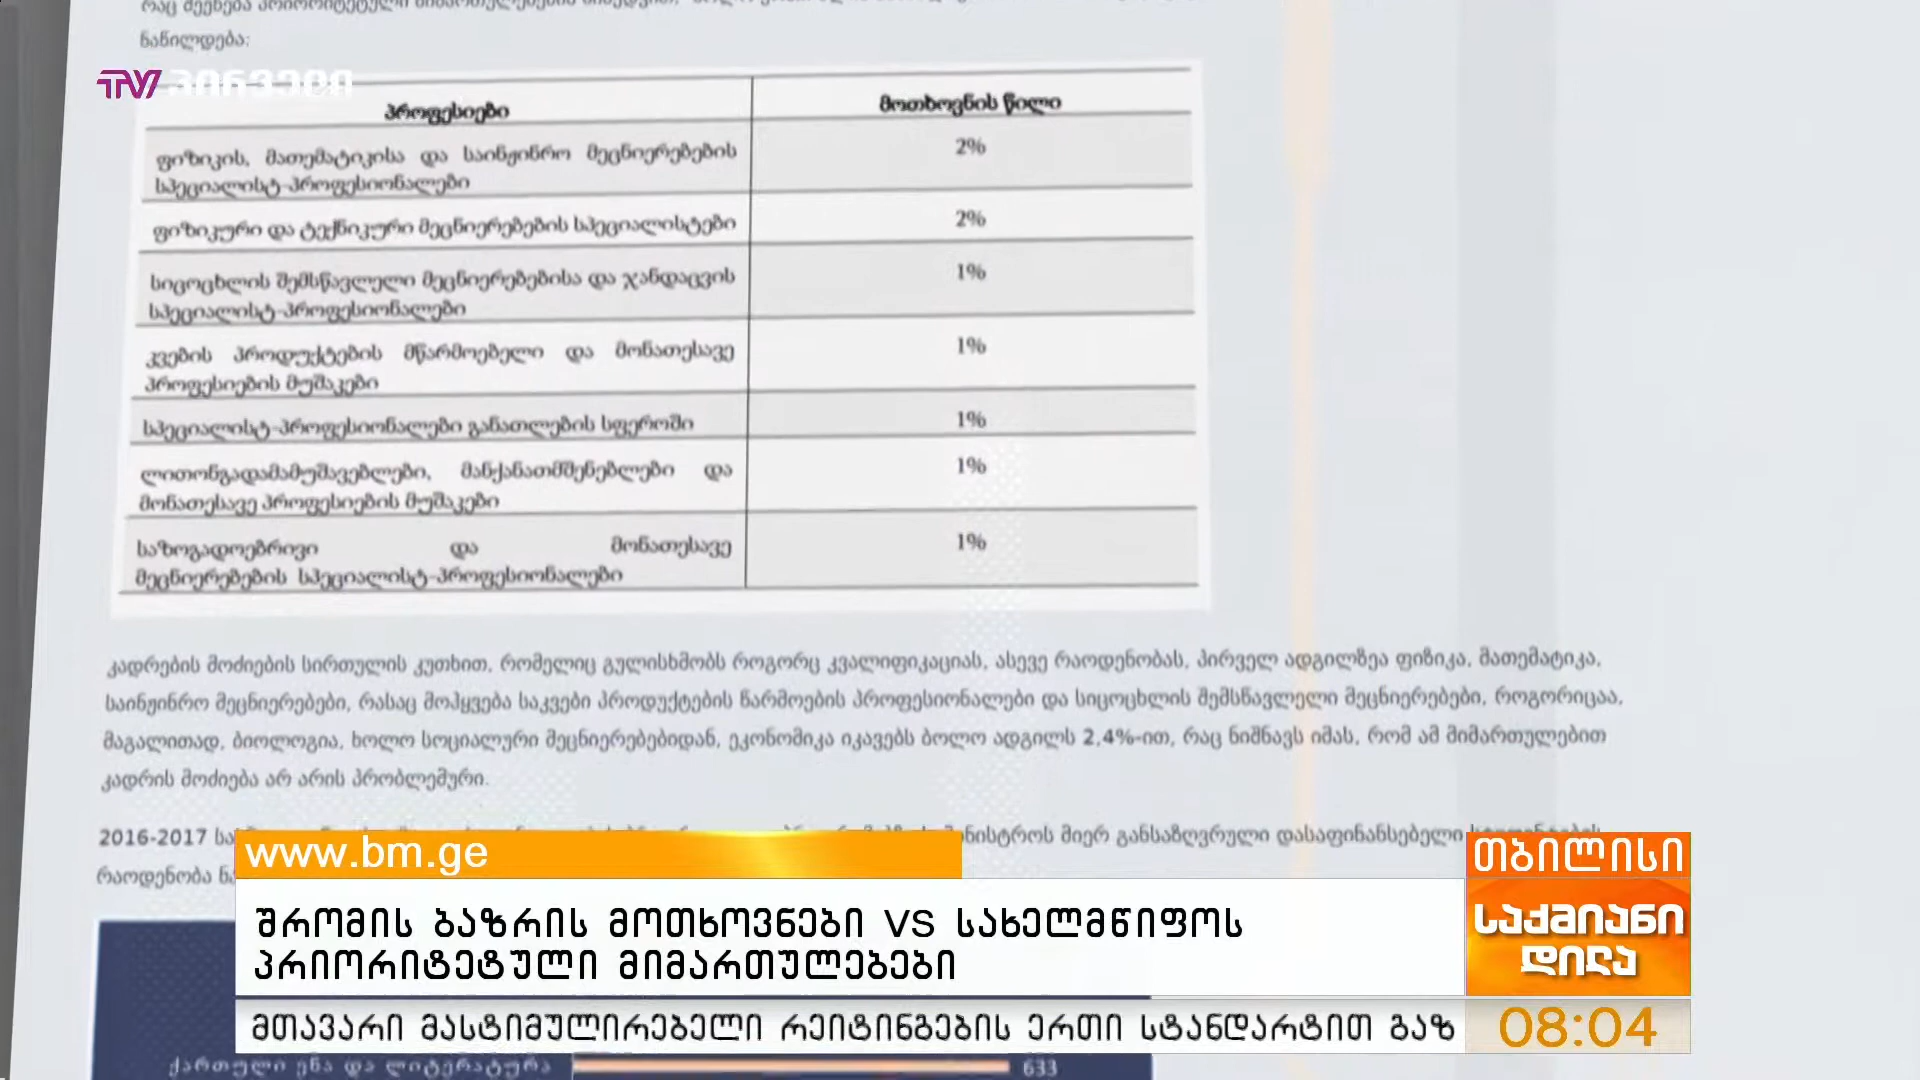 ნაწილდება:
TV პირველი
პროფესიები
მოთხოვნის წილი
ფიზიკის, მათემატიკისა და საინჟინრო მეცნიერებების
სპეციალისტ-პროფესიონალები
2%
ფიზიკური და ტექნიკური მეცნიერებების სპეციალისტები
2%
სიცოცხლის შემსწავლელი მეცნიერებებისა და ჯანდაცვის
სპეციალისტ-პროფესიონალები
1%
კვების პროდუქტების მწარმოებელი და მონათესავე
პროფესიების მუშაკები
1%
სპეციალისტ-პროფესიონალები განათლების სფეროში
1%
ლითონგადამამუშავებლები, მანქანათმშენებლები და
მონათესავე პროფესიების მუშაკები
1%
საზოგადოებრივი და მონათესავე
მეცნიერებების სპეციალისტ-პროფესიონალები
1%
კადრების მოძიების სირთულის კუთხით, რომელიც გულისხმობს როგორც კვალიფიკაციას, ასევე რაოდენობას, პირველ ადგილზეა ფიზიკა, მათემატიკა,
საინჟინრო მეცნიერებები, რასაც მოჰყვება საკვები პროდუქტების წარმოების პროფესიონალები და სიცოცხლის შემსწავლელი მეცნიერებები, როგორიცაა,
მაგალითად, ბიოლოგია, ხოლო სოციალური მეცნიერებებიდან, ეკონომიკა იკავებს ბოლო ადგილს 2,4%-ით, რაც ნიშნავს იმას, რომ ამ მიმართულებით
კადრის მოძიება არ არის პრობლემური.
2016-2017 მიერ განსაზღვრული დასაფინანსებელი
რაოდენობა
www.bm.ge
თბილისი
შრომის ბაზრის მოთხოვნები VS სახელმწიფოს
პრიორიტეტული მიმართულებები
საქმიანი
დილა
მთავარი მასტიმულირებელი რეიტინგების ერთი სტანდარტით გაზ
08:04
ქართული ენა და ლიტერატურა
633